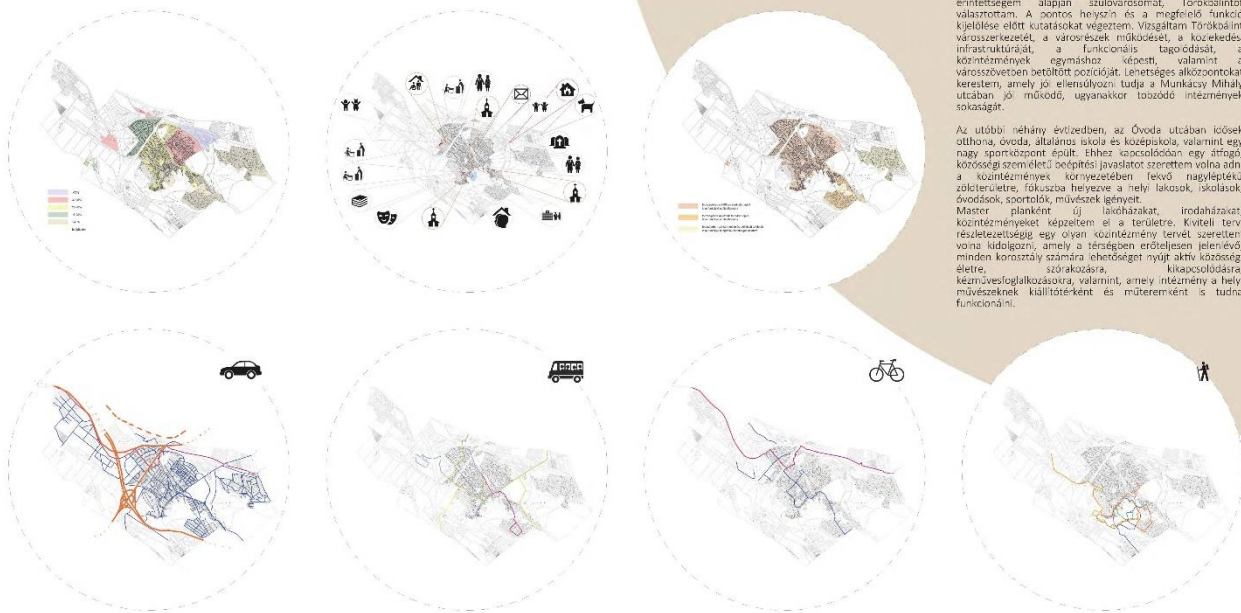 érintettségem alapján szülővárosomat, Törökbálintot
választottam. A pontos helyszín és a megfelelő funkció
kijelölése előtt kutatásokat végeztem. Vizsgáltam Törökbálint
városszerkezetét, a városrészek működését, a közlekedés
infrastruktúráját, a funkcionális tagolódását, a
közintézmények egymáshoz képesti, valamint a
városszövetben betöltött pozícióját. Lehetséges alközpontokat
kerestem, amely jól ellensúlyozni tudja a Munkácsy Mihály
utcában jól működő, ugyanakkor tobzódó intézmények
sokaságát.
Az utóbbi néhány évtizedben, az Óvoda utcában idősek
otthona, óvoda, általános iskola és középiskola, valamint egy
nagy sportközpont épült. Ehhez kapcsolódóan egy átfogó,
közösségi szemléletű beépítési javaslatot szerettem volna adni
a közintézmények környezetében fekvő nagyléptékű
zöldterületre, fókuszba helyezve a helyi lakosok, iskolások,
óvodások, sportolók, művészek igényeit.
Master planként új lakóházakat, irodaházakat,
közintézményeket képzeltem el a területre. Kiviteli terv
részletezettségig egy olyan közintézmény tervét szerettem
volna kidolgozni, amely a térségben erőteljesen jelenlévő,
minden korosztály számára lehetőséget nyújt aktív közösségi
életre, szórakozásra, kikapcsolódásra,
kézművesfoglalkozásokra, valamint, amely intézmény a helyi
művészeknek kiállítótérként és műteremként is tudna
funkcionálni.